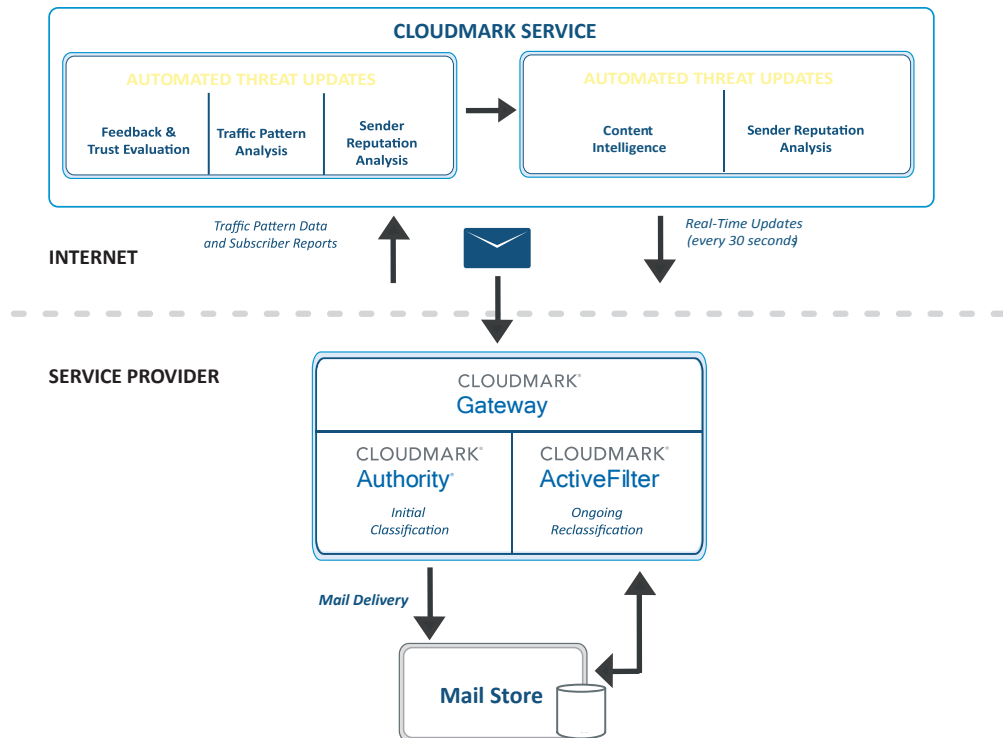 CLOUDMARK SERVICE
AUTOMATED THREAT UPDATES
Feedback &
Trust Evaluation
Traffic Pattern
Analysis
Sender
Reputation
Analysis
AUTOMATED THREAT UPDATES
Content
Intelligence
Sender Reputation
Analysis
Traffic Pattern Data
and Subscriber Reports
Real-Time Updates
(every 30 seconds)
INTERNET
SERVICE PROVIDER
CLOUDMARK®
Gateway
CLOUDMARK®
Authority®
Initial
Classification
CLOUDMARK®
ActiveFilter
Ongoing
Reclassification
Mail Delivery
Mail Store